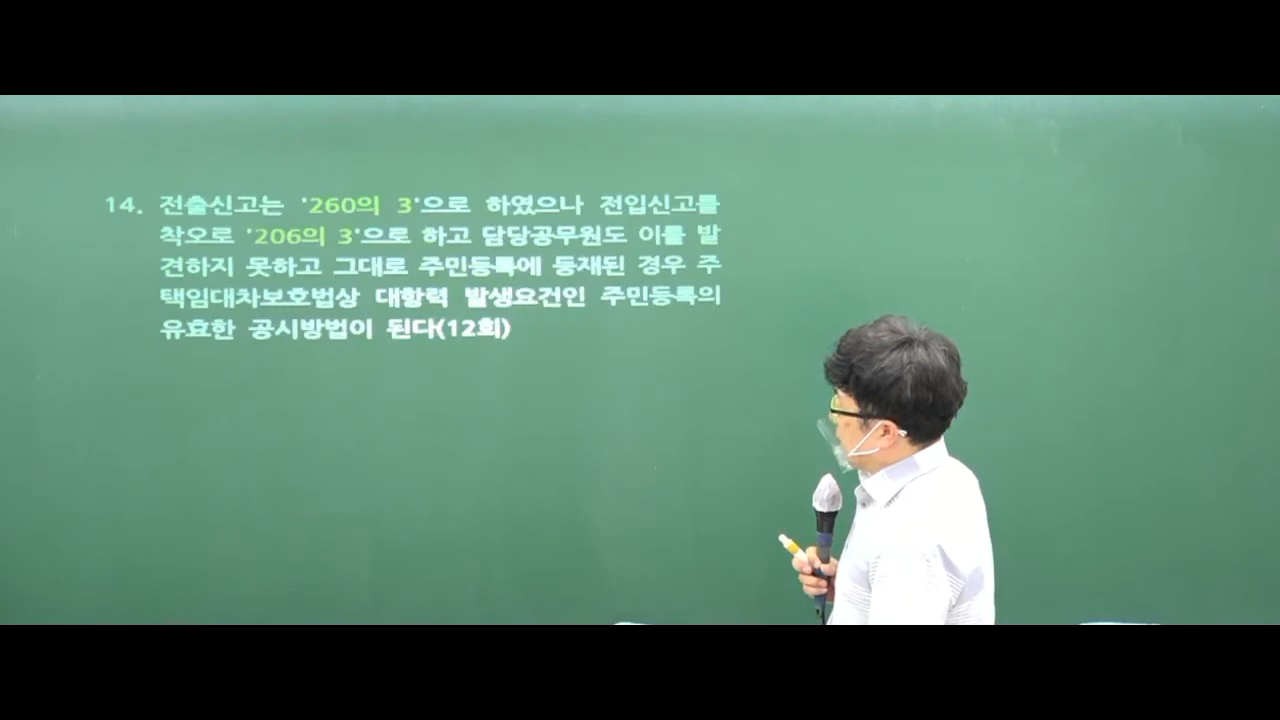 14. 전출신고는 '260의 3'으로 하였으나 전입신고를
착오로 '206의 3'으로 하고 담당공무원도 이를 발
견하지 못하고 그대로 주민등록에 등재된 경우 주
택임대차보호법상 대항력 발생요건인 주민등록의
유효한 공시방법이 된다(12회)